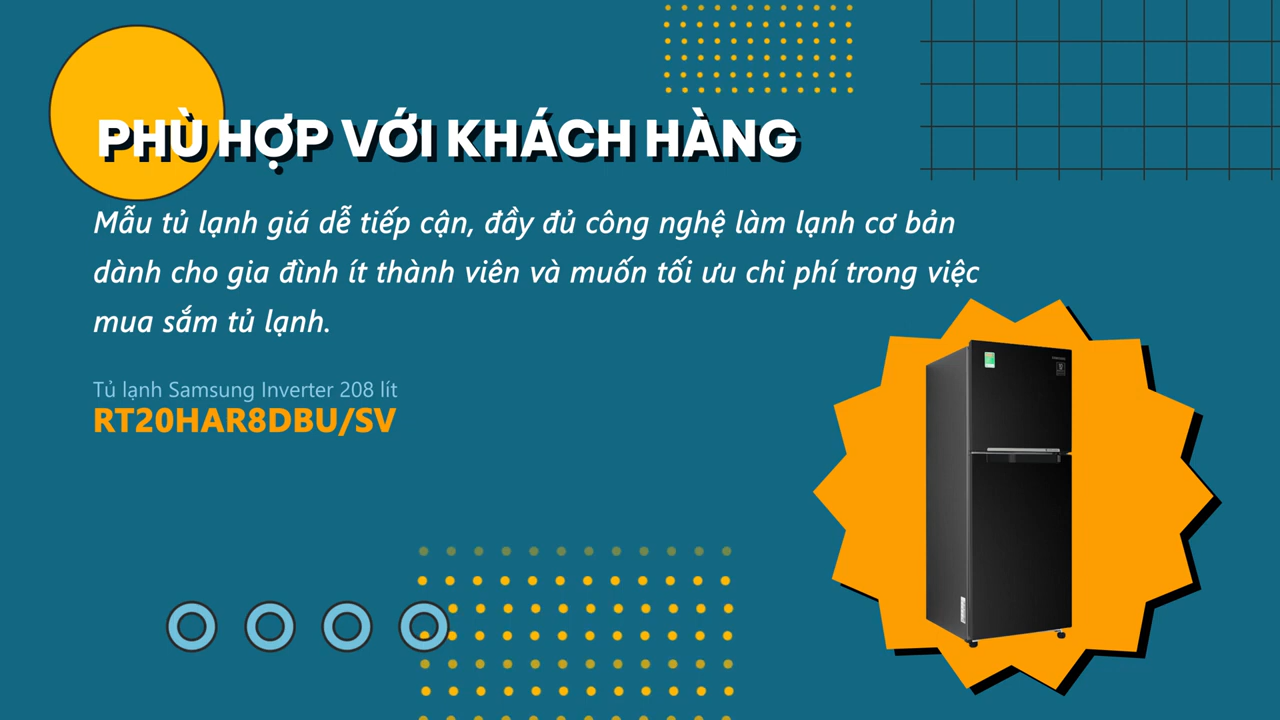 PHÙ HỢP VỚI KHÁCH HÀNG
Mẫu tủ lạnh giá dễ tiếp cận, đầy đủ công nghệ làm lạnh cơ bản
dành cho gia đình ít thành viên và muốn tối ưu chi phí trong việc
mua sắm tủ lạnh.
Tủ lạnh Samsung Inverter 208 lít
RT20HAR8DBU/SV